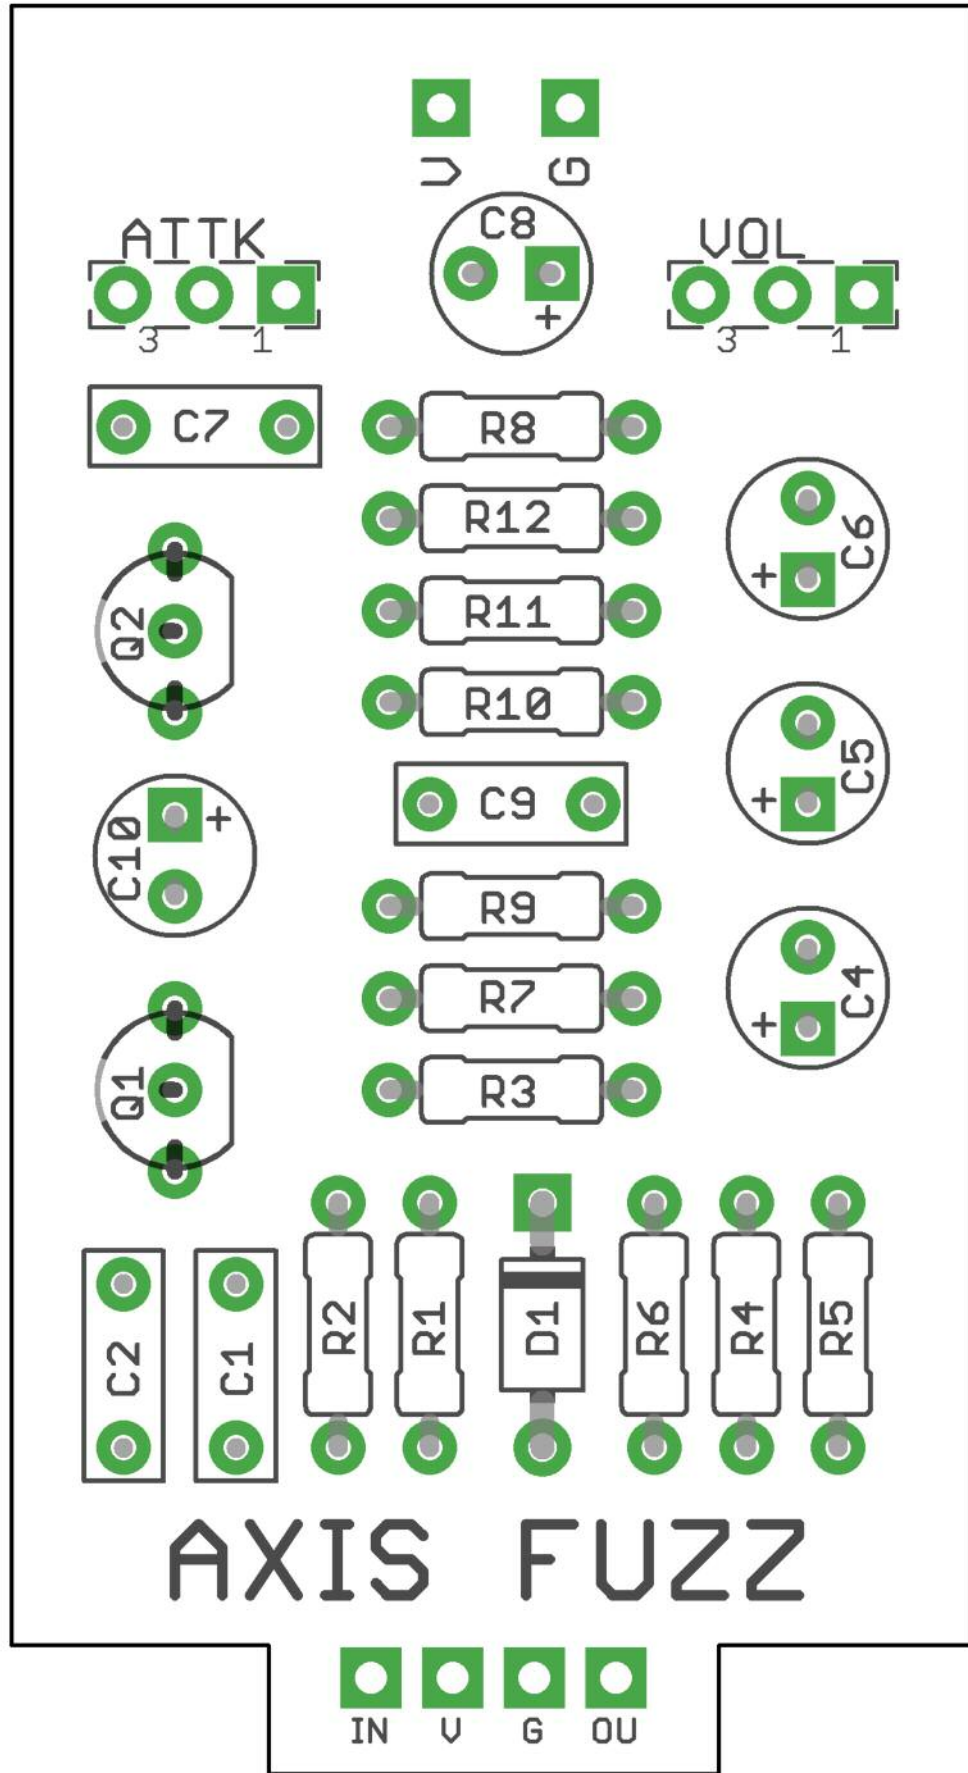 V G
C8
ATTK VOL
+
3 1 3 1
C7 R8
R12 C6
+
Q2 R11
R10
C5
+
C9 +
C10
R9
R7 C4
+
Q1 R3
R2 R1 D1 R6 R4 R5
C2 C1
AXIS FUZZ
IN V G OU